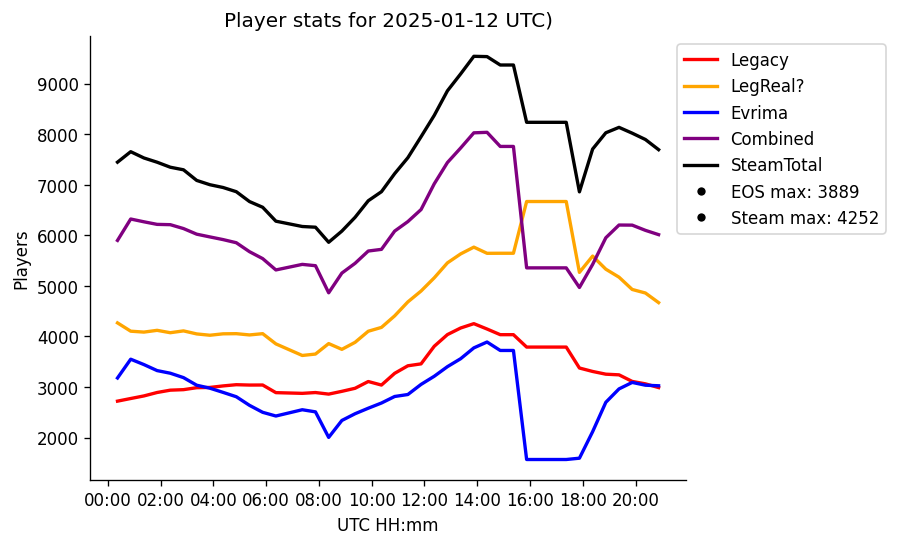 Player stats for 2025-01-12 UTC)
Players
9000
8000
7000
6000
5000
4000
3000
2000
00:00 02:00 04:00 06:00 08:00 10:00 12:00 14:00 16:00 18:00 20:00
UTC HH:mm
Legacy
LegReal?
Evrima
Combined
SteamTotal
EOS max: 3889
Steam max: 4252